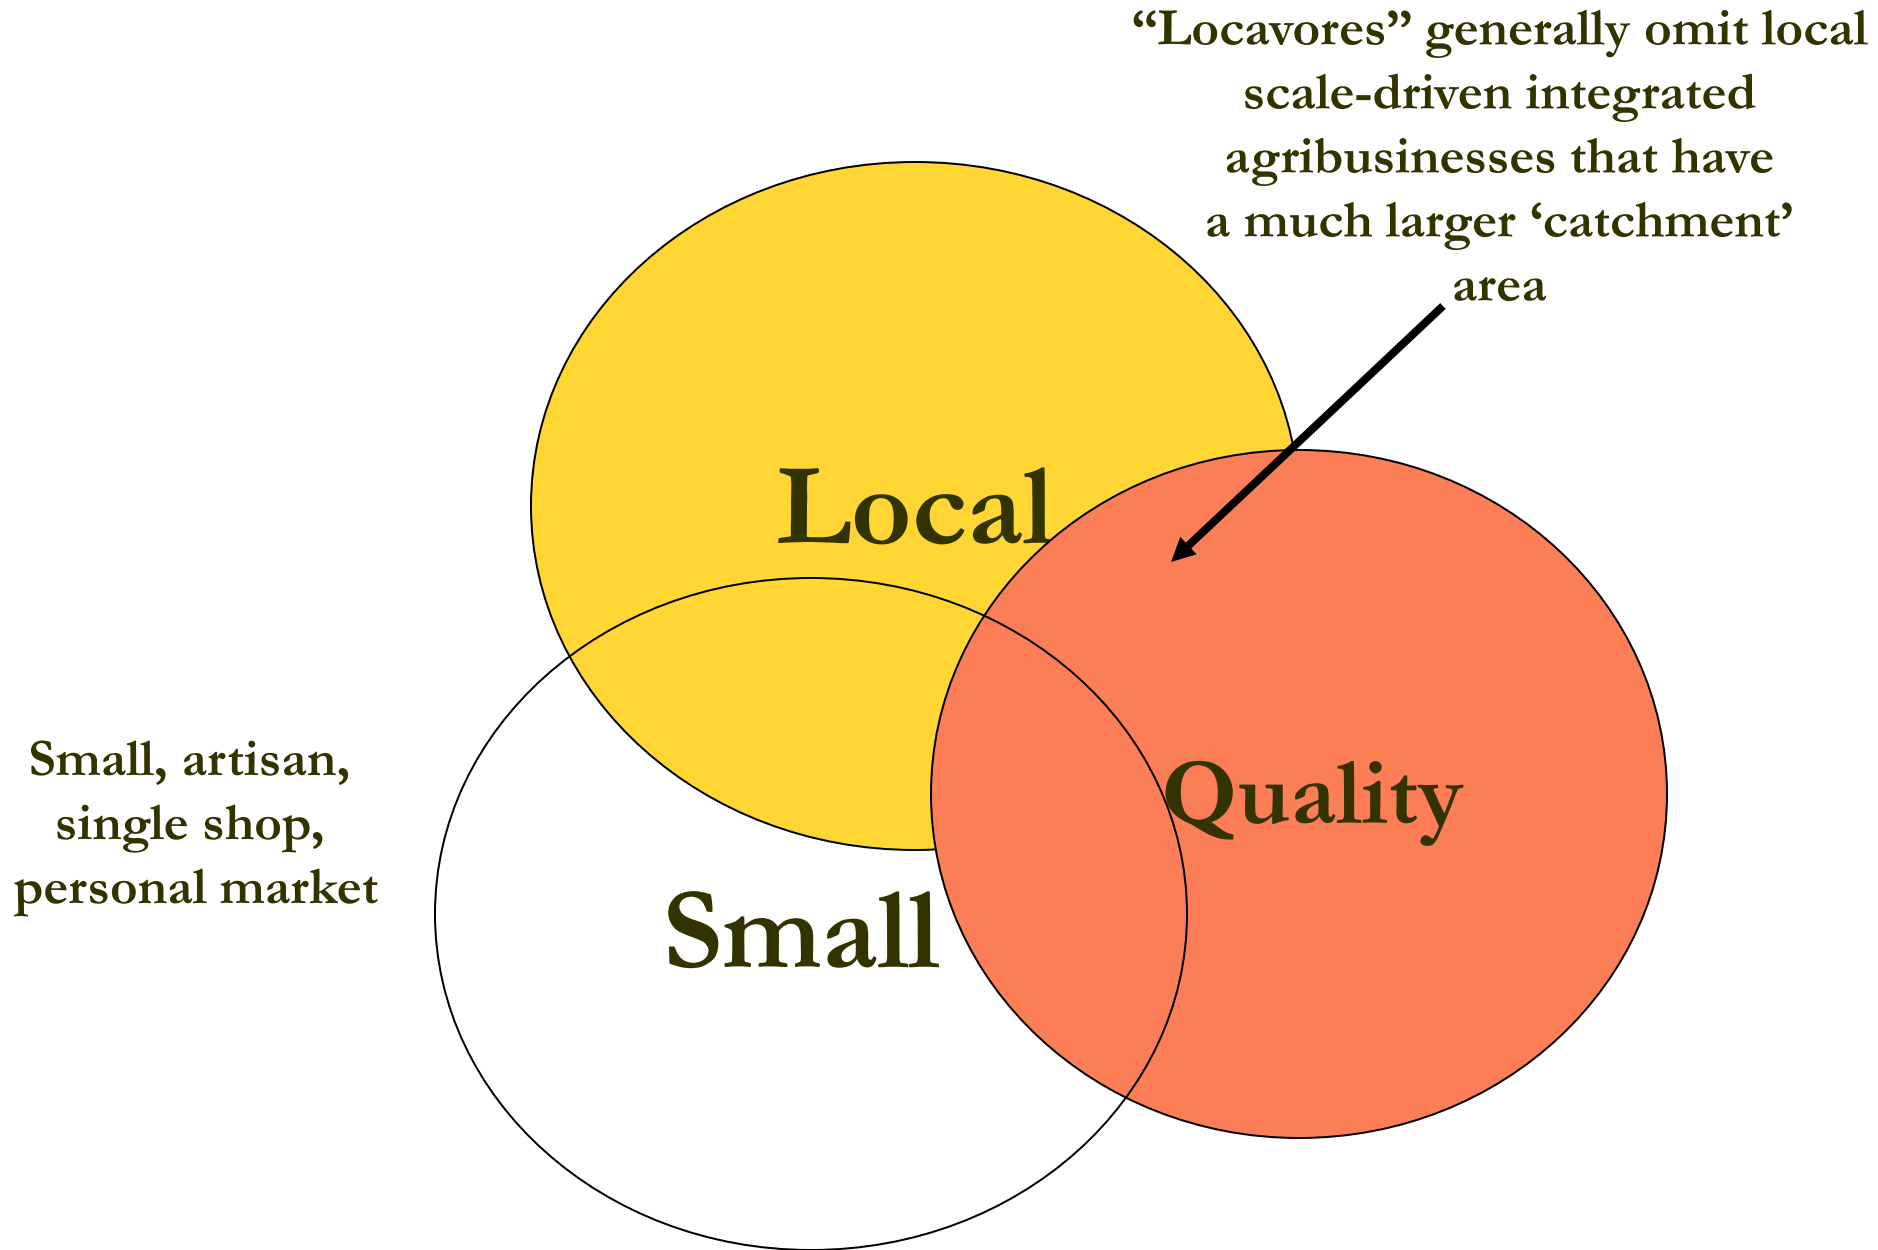 “Locavores” generally omit local
scale-driven integrated
agribusinesses that have
a much larger ‘catchment’
area
Local
Small, artisan,
single shop,
personal market
Quality
Small